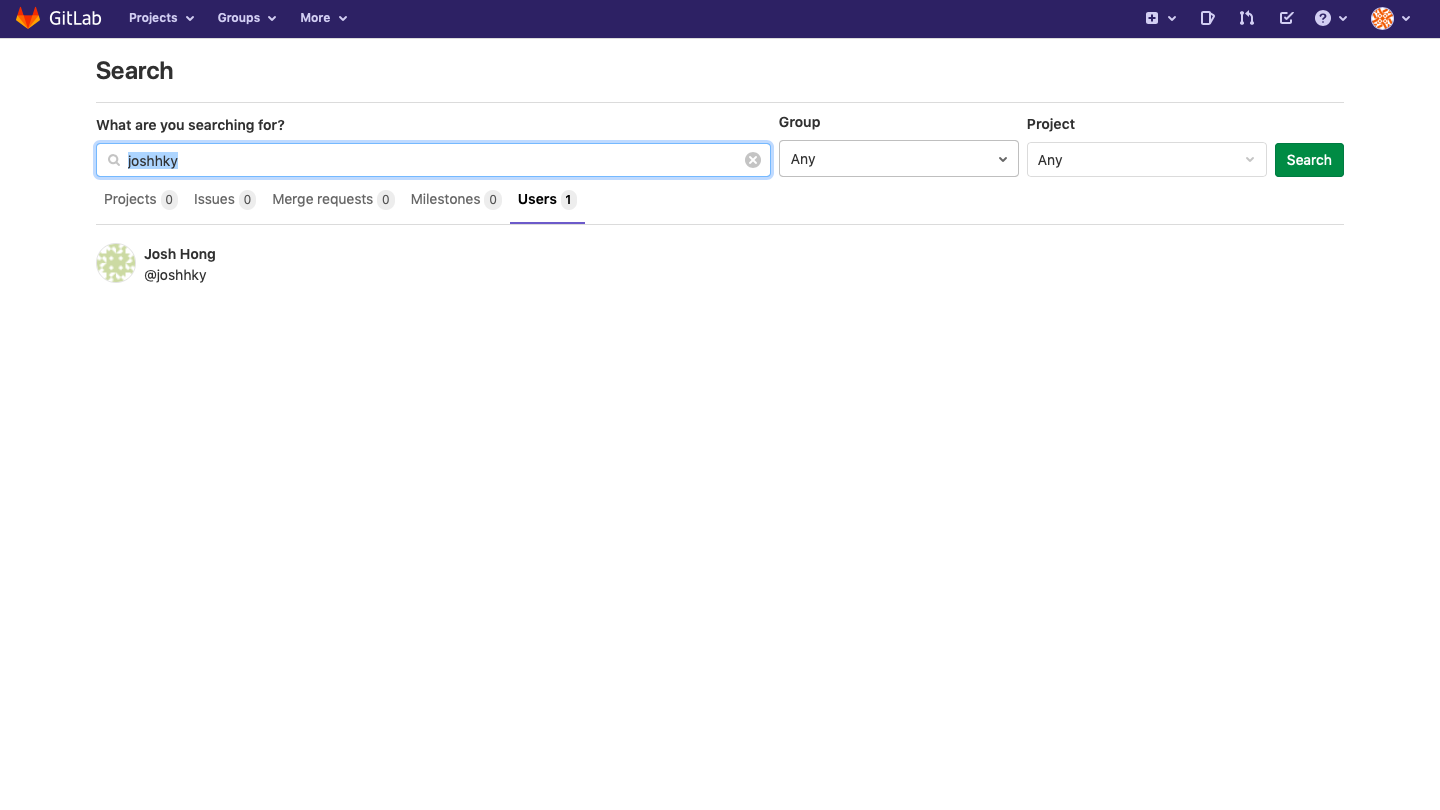 GitLab Projects Groups More
Search
What are you searching for?
Group
Project
joshhky
Any
Any
Search
Projects 0 Issues 0 Merge requests 0 Milestones 0 Users 1
Josh Hong
@joshhky